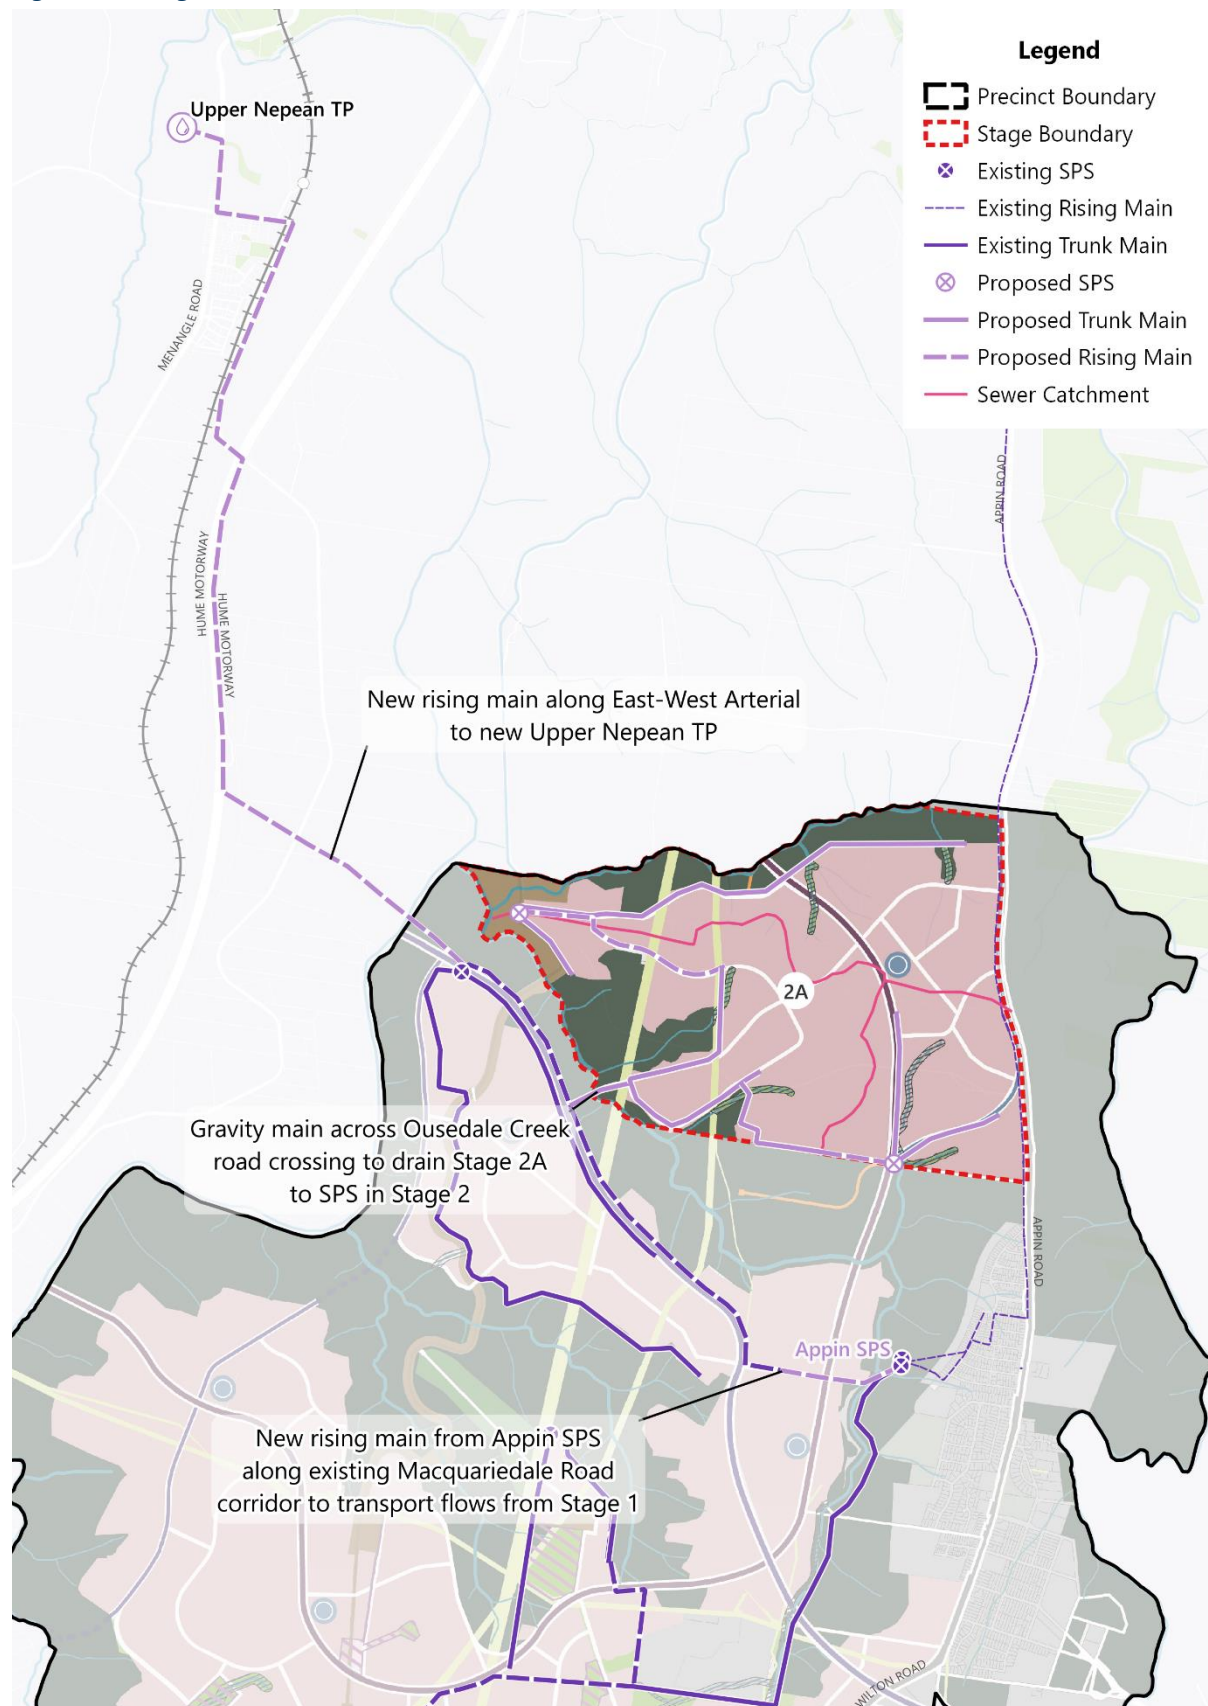 Legend
Precinct Boundary
Stage Boundary
Existing SPS
Existing Rising Main
Existing Trunk Main
Proposed SPS
Proposed Trunk Main
Proposed Rising Main
Sewer Catchment
Upper Nepean TP
MENANGLE ROAD
APPIN ROAD
HUME MOTORWAY
HUME MOTORWAY
New rising main along East-West Arterial
to new Upper Nepean TP
2A
Gravity main across Ousedale Creek
road crossing to drain Stage 2A
to SPS in Stage 2
APPIN ROAD
Appin SPS
New rising main from Appin SPS
along existing Macquariedale Road
corridor to transport flows from Stage 1
WILTON ROAD